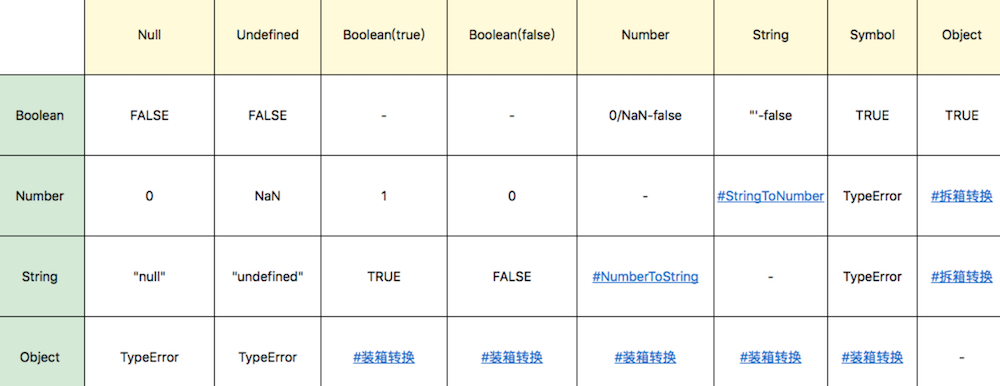 Null Undefined Boolean(true) Boolean(false) Number String Symbol Object
Boolean FALSE FALSE - - 0/NaN-false "'-false TRUE TRUE
Number 0 NaN 1 0 - #StringToNumber TypeError #拆箱转换
String "null" "undefined" TRUE FALSE #NumberToString - TypeError #拆箱转换
Object TypeError TypeError #装箱转换 #装箱转换 #装箱转换 #装箱转换 #装箱转换 -